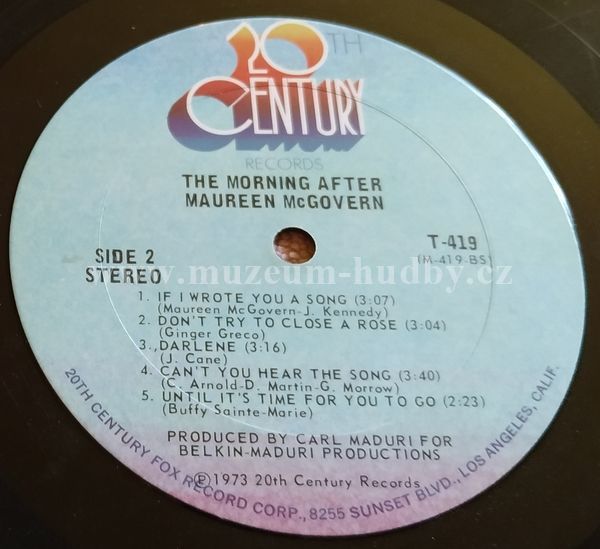 20TH
CENTURY
RECORDS
THE MORNING AFTER
MAUREEN McGOVERN
SIDE 2
STEREO
T-419
(M-419-BS)
www.muzeum-hudby.cz
1. IF I WROTE YOU A SONG (3:07)
(Maureen McGovern-J. Kennedy)
2. DON'T TRY TO CLOSE A ROSE (3:04)
(Ginger Greco)
3. DARLENE (3:16)
(J. Cane)
4. CAN'T YOU HEAR THE SONG (3:40)
(C. Arnold-D. Martin-G. Morrow)
5. UNTIL IT'S TIME FOR YOU TO GO (2:23)
(Buffy Sainte-Marie)
PRODUCED BY CARL MADURI FOR
BELKIN-MADURI PRODUCTIONS
Ⓟ1973 20th Century Records
20TH CENTURY FOX RECORD CORP., 8255 SUNSET BLVD., LOS ANGELES, CALIF.